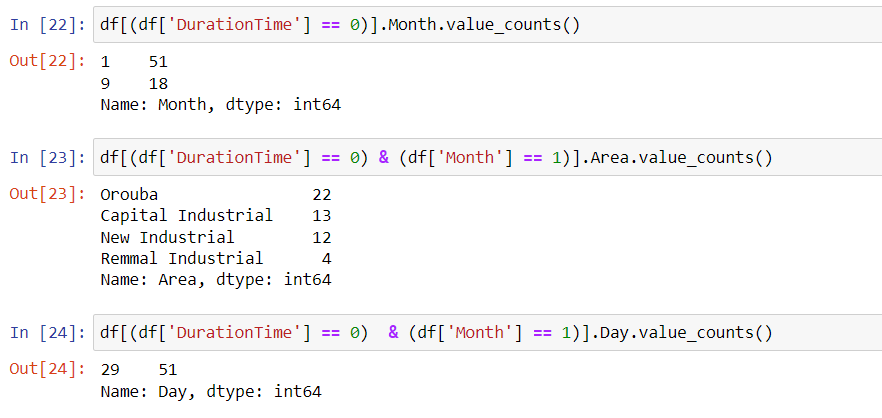 In [22]: df[(df['DurationTime'] == 0)].Month.value_counts()
Out[22]: 1    51
9    18
Name: Month, dtype: int64
In [23]: df[(df['DurationTime'] == 0) & (df['Month'] == 1)].Area.value_counts()
Out[23]: Orouba                22
Capital Industrial    13
New Industrial        12
Remmal Industrial      4
Name: Area, dtype: int64
In [24]: df[(df['DurationTime'] == 0)  & (df['Month'] == 1)].Day.value_counts()
Out[24]: 29    51
Name: Day, dtype: int64